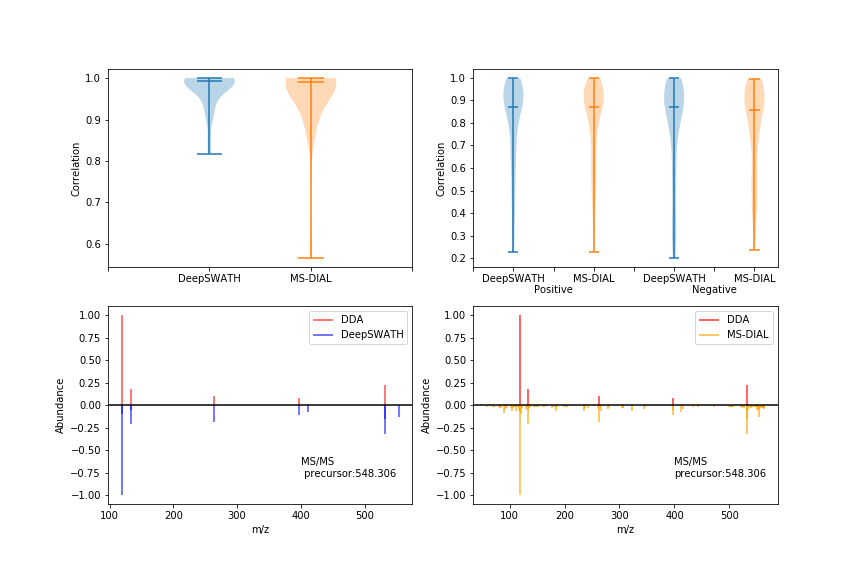 1.0
0.9
0.8
0.7
0.6
Correlation
DeepSWATH
MS-DIAL
1.0
0.9
0.8
0.7
0.6
0.5
0.4
0.3
0.2
Correlation
DeepSWATH
MS-DIAL
DeepSWATH
MS-DIAL
Positive
Negative
1.00
0.75
0.50
0.25
0.00
−0.25
−0.50
−0.75
−1.00
Abundance
DDA
DeepSWATH
MS/MS
precursor:548.306
100
200
300
400
500
m/z
1.00
0.75
0.50
0.25
0.00
−0.25
−0.50
−0.75
−1.00
Abundance
DDA
MS-DIAL
MS/MS
precursor:548.306
100
200
300
400
500
m/z